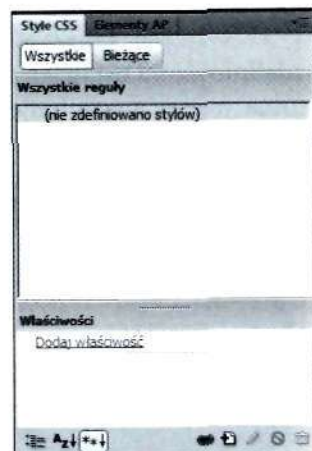 Style CSS Elementy AP
Wszystkie Bieżące
Wszystkie reguły
(nie zdefiniowano stylów)
Właściwości
Dodaj właściwość